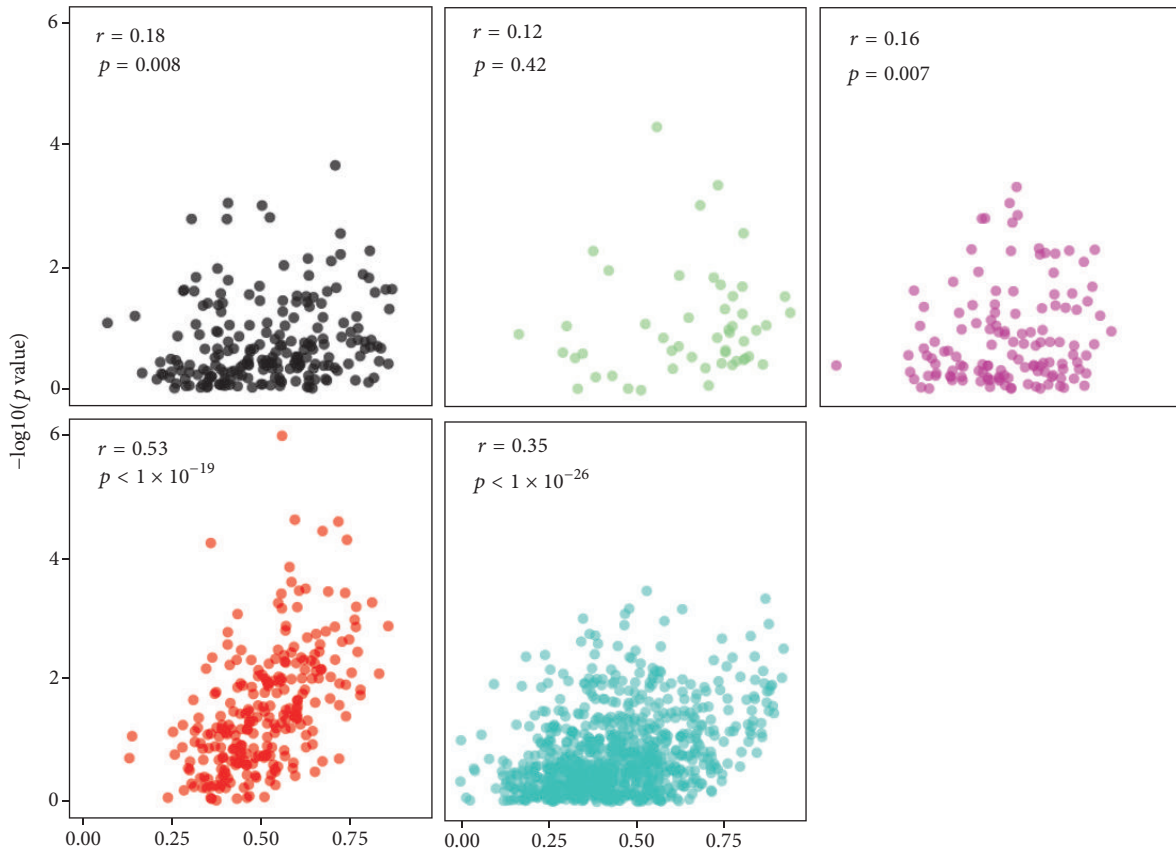 r = 0.18
p = 0.008
r = 0.12
p = 0.42
r = 0.16
p = 0.007
6
4
2
0
−log10(p value)
r = 0.53
p < 1 × 10⁻¹⁹
r = 0.35
p < 1 × 10⁻²⁶
6
4
2
0
0.00 0.25 0.50 0.75
0.00 0.25 0.50 0.75